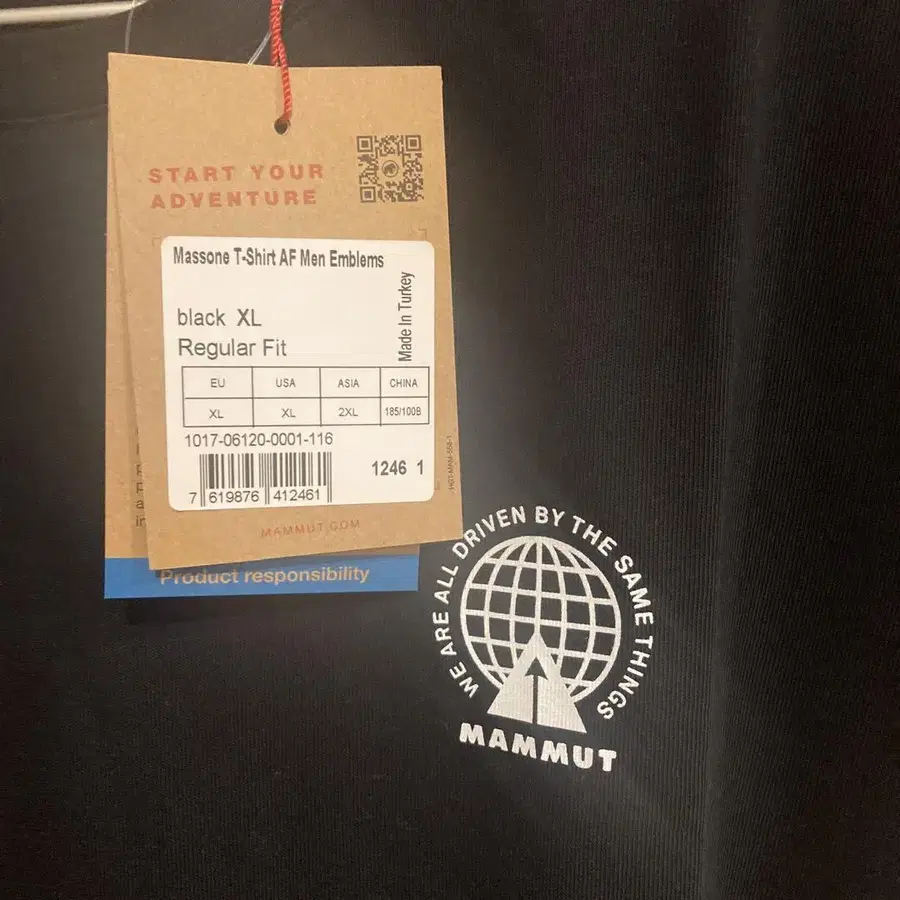 START YOUR
ADVENTURE
Massone T-Shirt AF Men Emblems
black XL
Regular Fit
Made In Turkey
EU USA ASIA CHINA
XL XL 2XL 185/100B
1017-06120-0001-116
1246 1
7 619876 412461
MAMMUT.COM
Product responsibility
WE ARE ALL DRIVEN BY THE SAME THINGS
MAMMUT